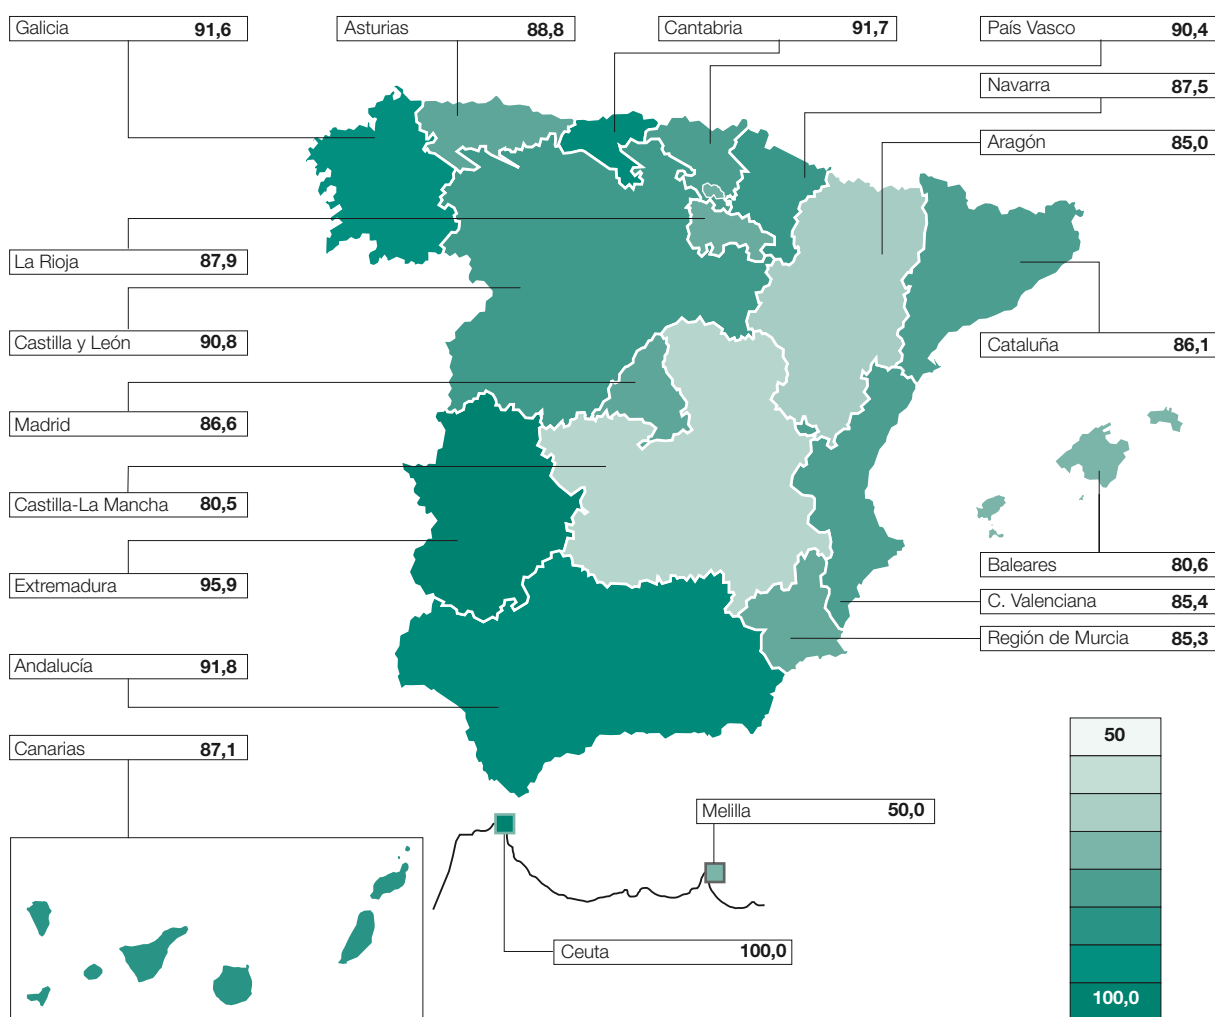 Galicia 91,6
Asturias 88,8
Cantabria 91,7
País Vasco 90,4
Navarra 87,5
Aragón 85,0
La Rioja 87,9
Castilla y León 90,8
Cataluña 86,1
Madrid 86,6
Castilla-La Mancha 80,5
Baleares 80,6
Extremadura 95,9
C. Valenciana 85,4
Región de Murcia 85,3
Andalucía 91,8
Canarias 87,1
50
Melilla 50,0
Ceuta 100,0
100,0